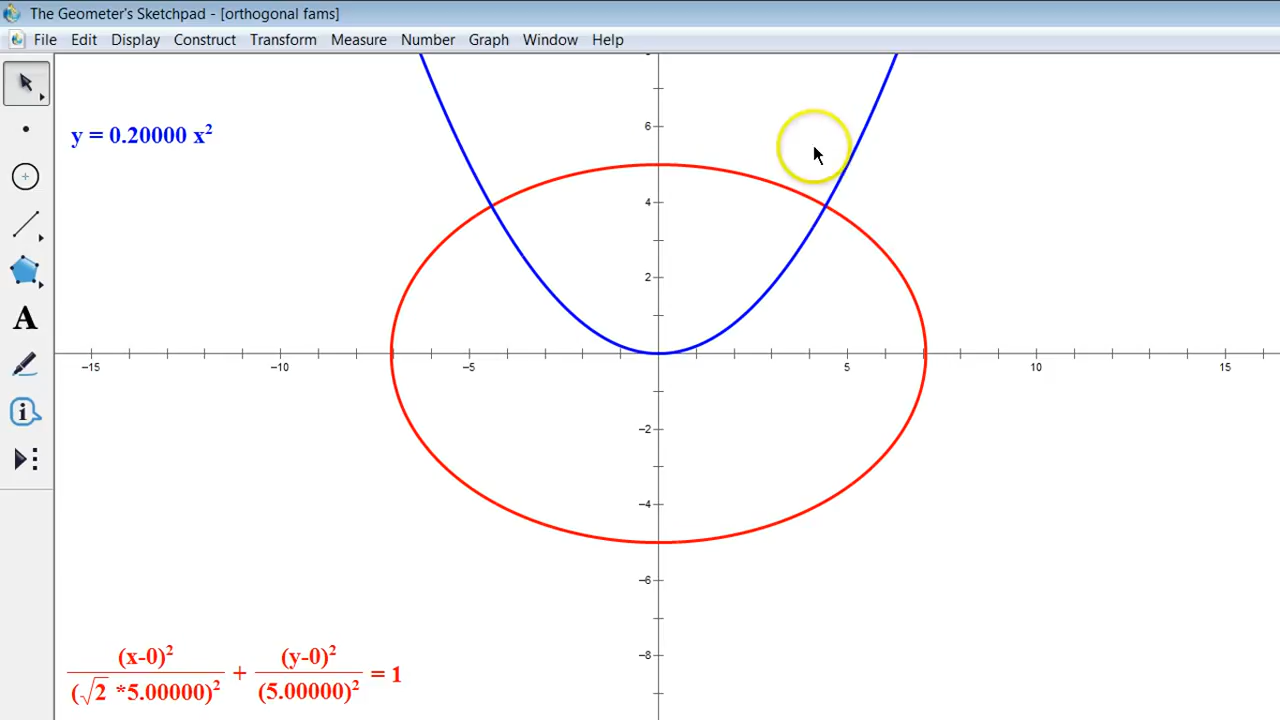 The Geometer's Sketchpad - [orthogonal fams]
File Edit Display Construct Transform Measure Number Graph Window Help
y = 0.20000 x²
6
4
2
−15 −10 −5 5 10 15
−2
−4
−6
−8
A
(x-0)² / (√2 *5.00000)² + (y-0)² / (5.00000)² = 1